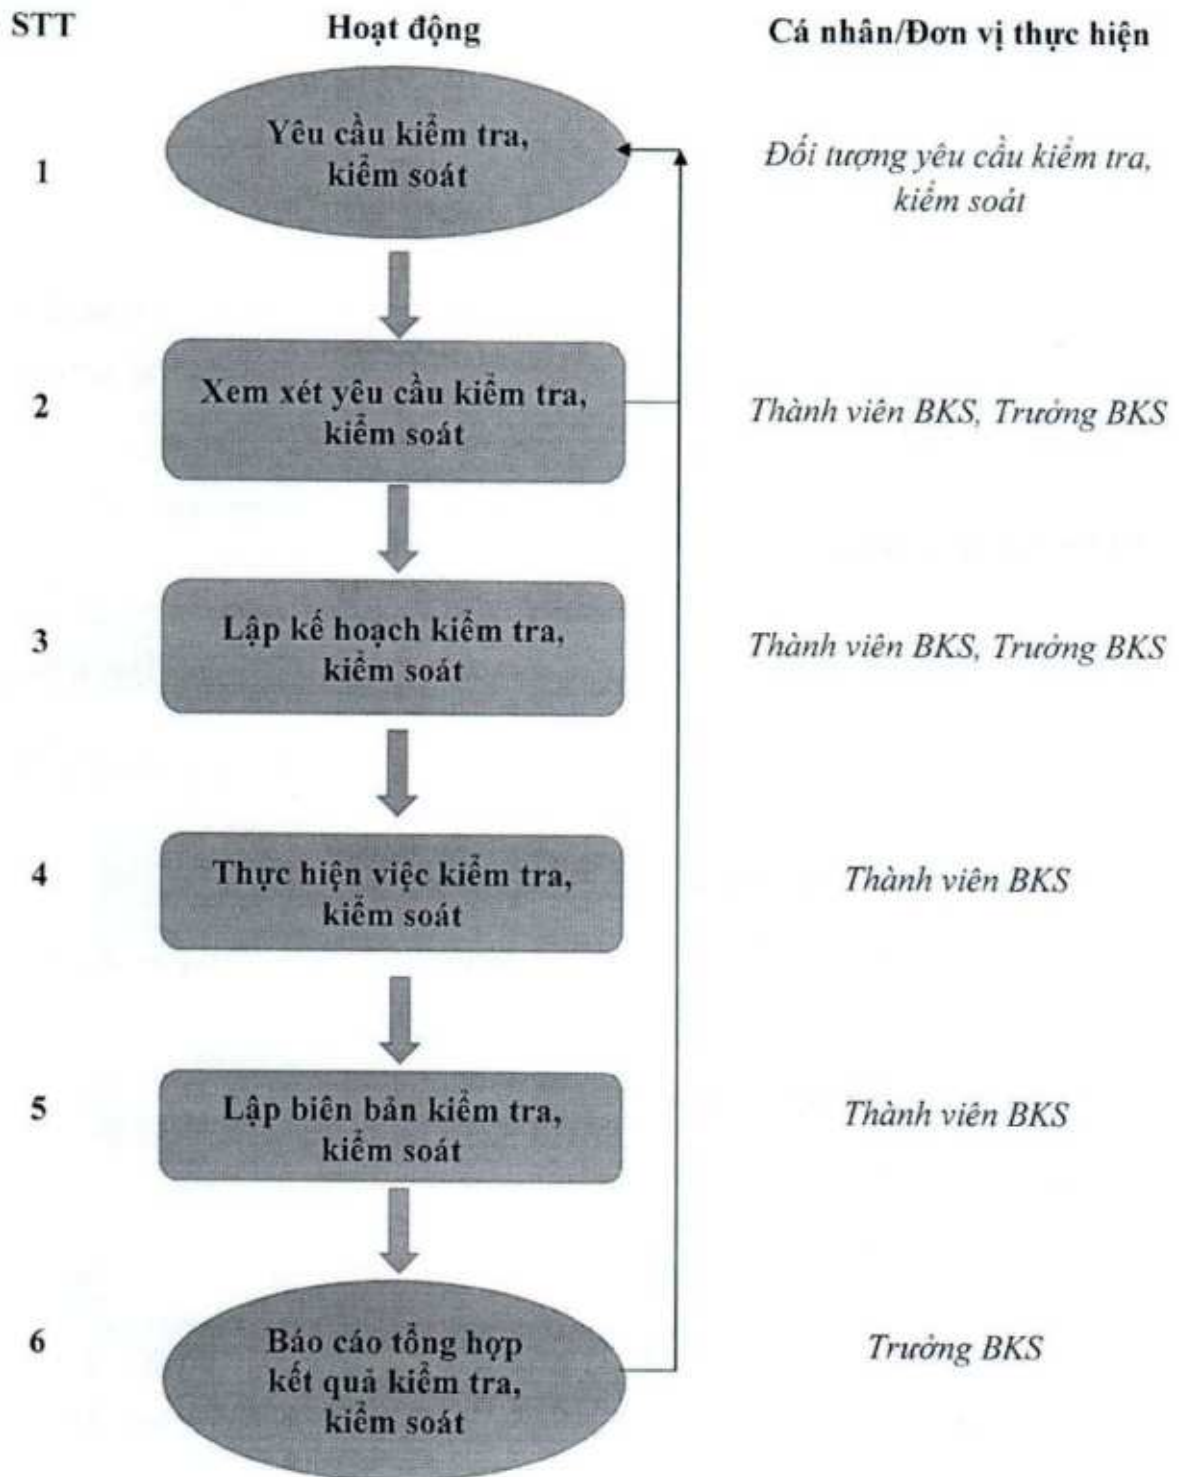 STT Hoạt động Cá nhân/Đơn vị thực hiện
1
Yêu cầu kiểm tra,
kiểm soát
Đối tượng yêu cầu kiểm tra,
kiểm soát
2
Xem xét yêu cầu kiểm tra,
kiểm soát
Thành viên BKS, Trưởng BKS
3
Lập kế hoạch kiểm tra,
kiểm soát
Thành viên BKS, Trưởng BKS
4
Thực hiện việc kiểm tra,
kiểm soát
Thành viên BKS
5
Lập biên bản kiểm tra,
kiểm soát
Thành viên BKS
6
Báo cáo tổng hợp
kết quả kiểm tra,
kiểm soát
Trưởng BKS